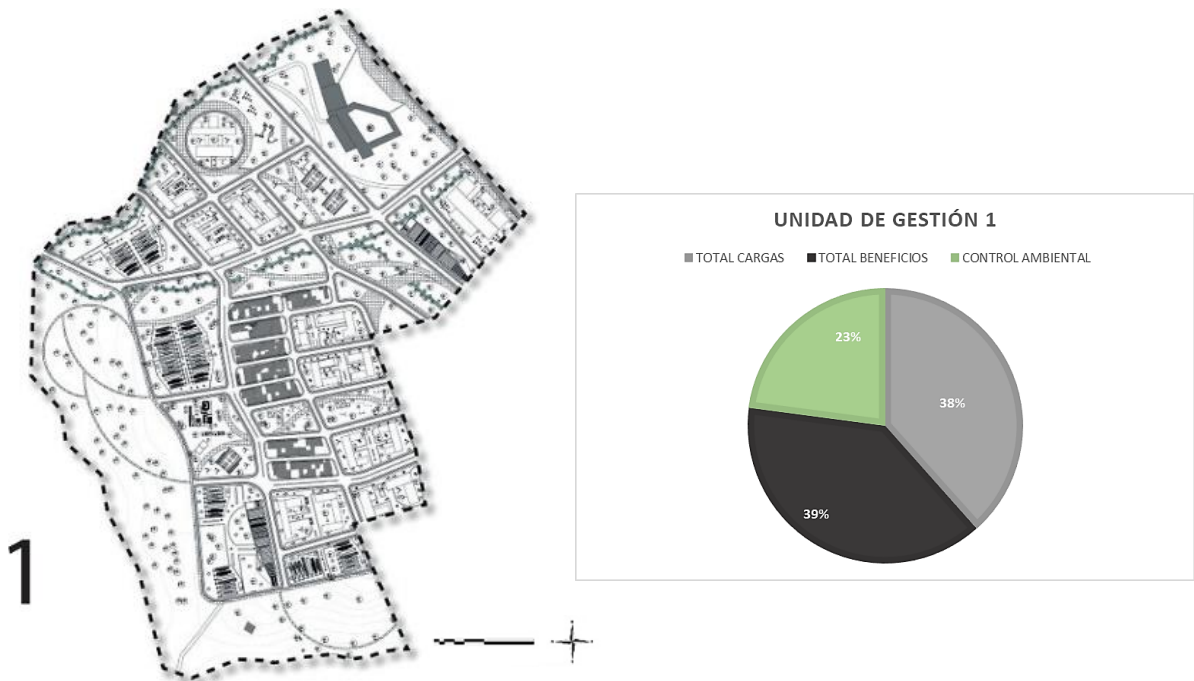 1
UNIDAD DE GESTIÓN 1
TOTAL CARGAS TOTAL BENEFICIOS CONTROL AMBIENTAL
23%
38%
39%